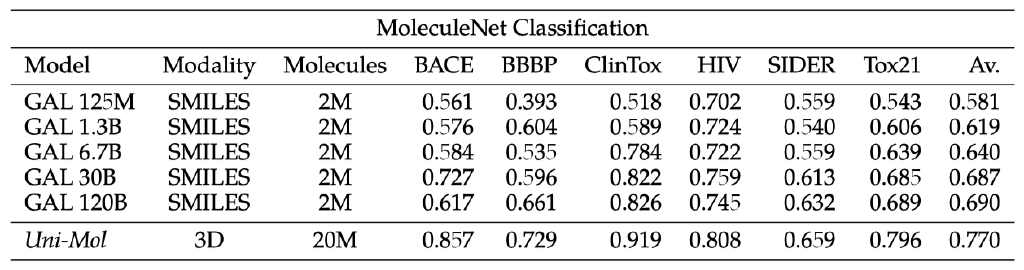 MoleculeNet Classification
Model Modality Molecules BACE BBBP ClinTox HIV SIDER Tox21 Av.
GAL 125M SMILES 2M 0.561 0.393 0.518 0.702 0.559 0.543 0.581
GAL 1.3B SMILES 2M 0.576 0.604 0.589 0.724 0.540 0.606 0.619
GAL 6.7B SMILES 2M 0.584 0.535 0.784 0.722 0.559 0.639 0.640
GAL 30B SMILES 2M 0.727 0.596 0.822 0.759 0.613 0.685 0.687
GAL 120B SMILES 2M 0.617 0.661 0.826 0.745 0.632 0.689 0.690
Uni-Mol 3D 20M 0.857 0.729 0.919 0.808 0.659 0.796 0.770